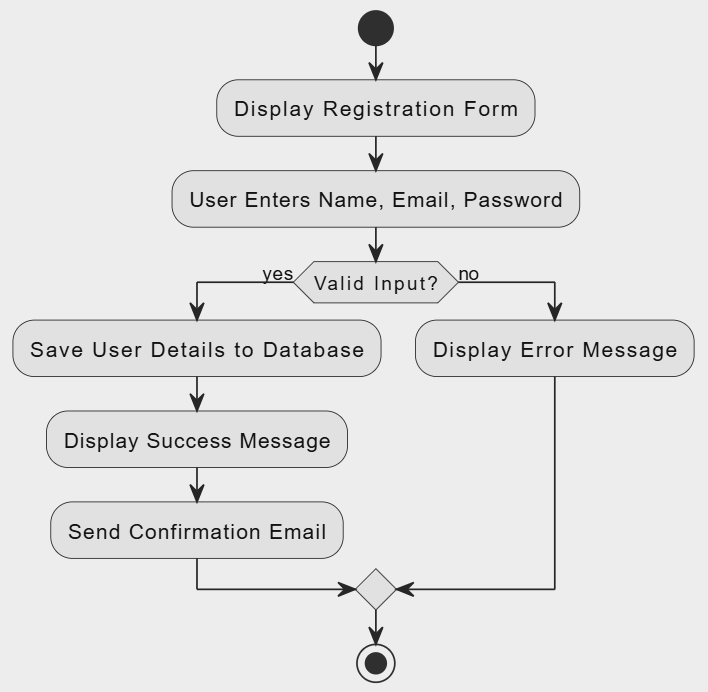 Display Registration Form
User Enters Name, Email, Password
yes
Valid Input?
no
Save User Details to Database
Display Error Message
Display Success Message
Send Confirmation Email